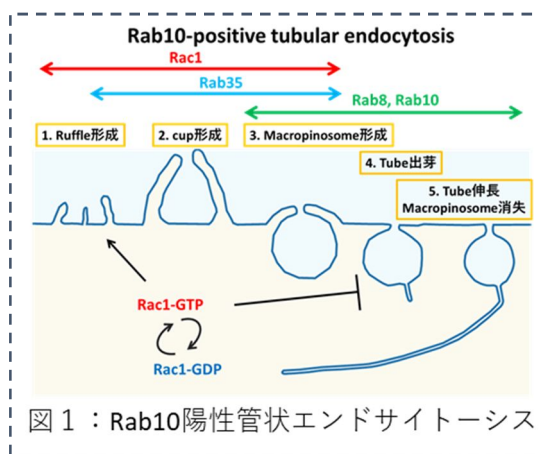 Rab10-positive tubular endocytosis
Rac1
Rab35
Rab8, Rab10
1. Ruffle形成
2. cup形成
3. Macropinosome形成
4. Tube出芽
5. Tube伸長
Macropinosome消失
Rac1-GTP
Rac1-GDP
図1：Rab10陽性管状エンドサイトーシス